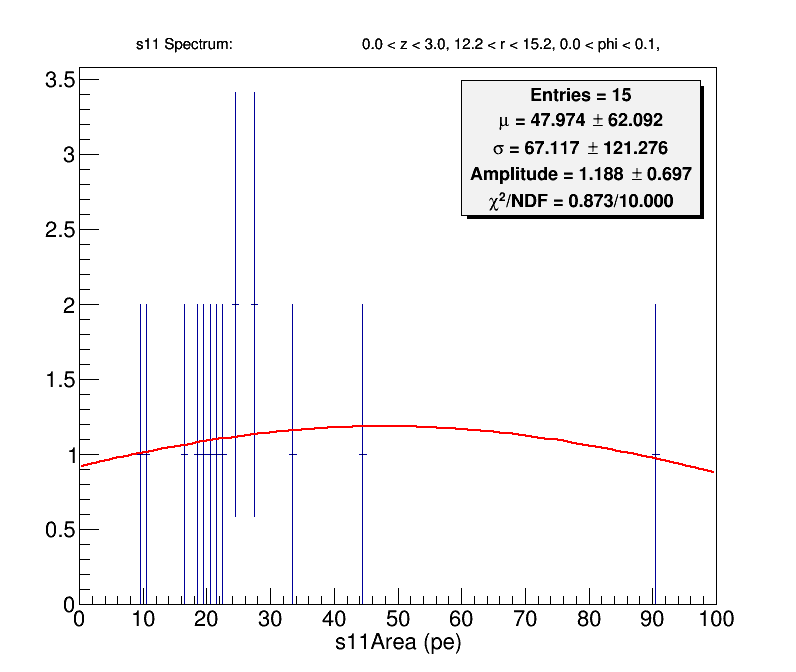 s11 Spectrum: 0.0 < z < 3.0, 12.2 < r < 15.2, 0.0 < phi < 0.1,
Entries = 15
μ = 47.974 ± 62.092
σ = 67.117 ± 121.276
Amplitude = 1.188 ± 0.697
χ²/NDF = 0.873/10.000
3.5
3
2.5
2
1.5
1
0.5
0
0 10 20 30 40 50 60 70 80 90 100
s11Area (pe)